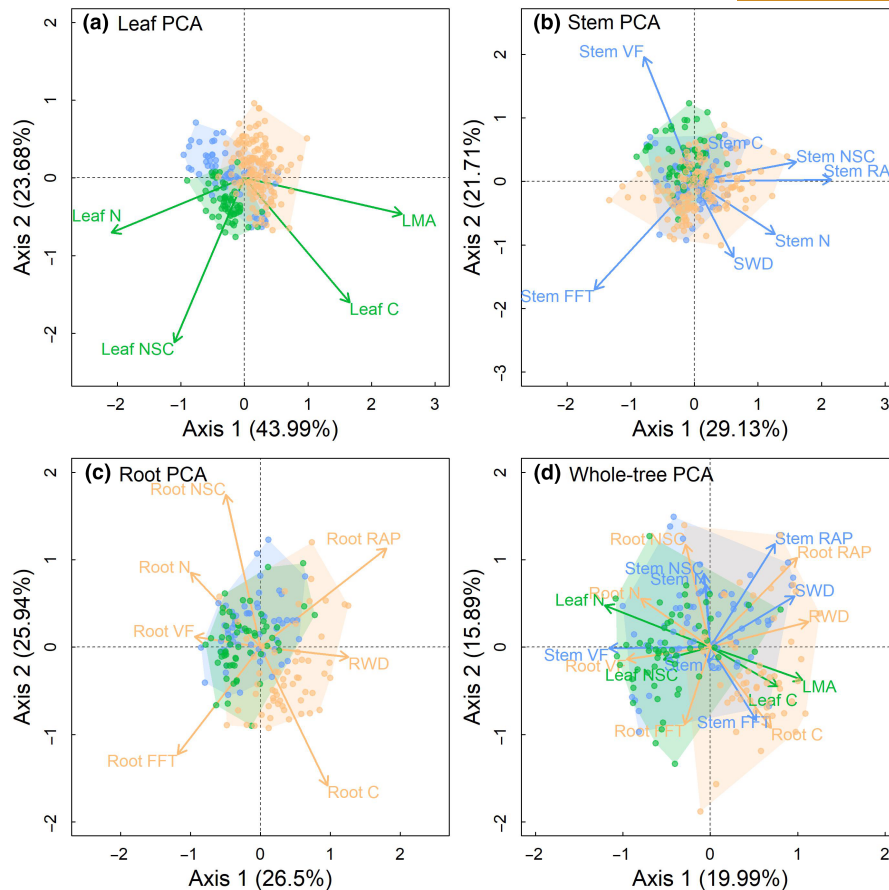 (a) Leaf PCA
2
1
0
−1
−2
Axis 2 (23.68%)
Leaf N
LMA
Leaf C
Leaf NSC
−2 −1 0 1 2 3
Axis 1 (43.99%)
(b) Stem PCA
2
1
0
−1
−2
−3
Axis 2 (21.71%)
Stem VF
Stem C
Stem NSC
Stem RA
Stem N
SWD
Stem FFT
−2 −1 0 1 2 3
Axis 1 (29.13%)
(c) Root PCA
2
1
0
−1
−2
Axis 2 (25.94%)
Root NSC
Root RAP
Root N
Root VF
RWD
Root FFT
Root C
−2 −1 0 1 2
Axis 1 (26.5%)
(d) Whole-tree PCA
2
1
0
−1
−2
Axis 2 (15.89%)
Root NSC
Stem RAP
Root RAP
Stem NSC
Stem
SWD
Root N
Leaf N
RWD
Stem VF
Root
Stem
Leaf NSC
LMA
Leaf C
Root FFT
Stem FFT
Root C
−2 −1 0 1 2
Axis 1 (19.99%)